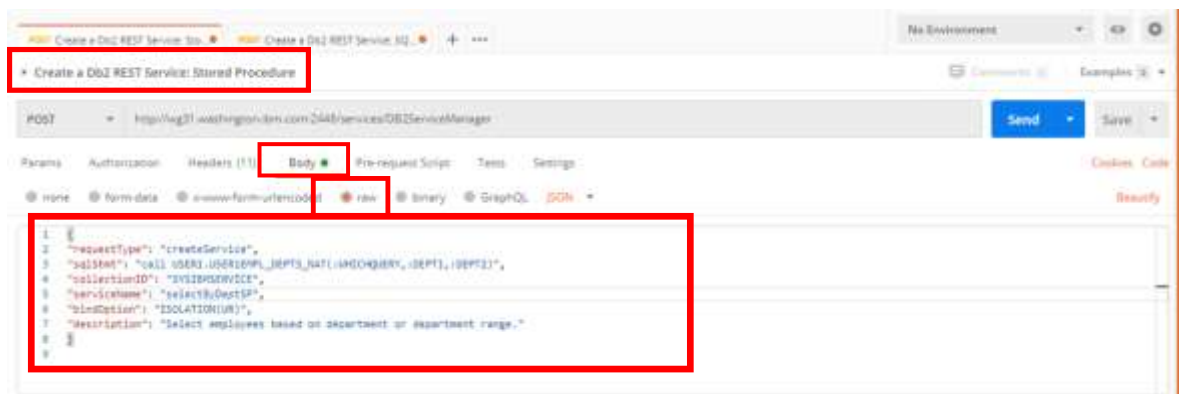 POST Create a Db2 REST Service: Sto... POST Create a Db2 REST Service: SQ... + ...
No Environment
Create a Db2 REST Service: Stored Procedure
Comments Examples
POST http://wg31.washington.ibm.com:2446/services/DB2ServiceManager Send Save
Params Authorization Headers (11) Body Pre-request Script Tests Settings Cookies Code
none form-data x-www-form-urlencoded raw binary GraphQL JSON Beautify
1 {
2 "requestType": "createService",
3 "sqlStmt": "call USER1.USER1EMPL_DEPTS_NAT(:WHICHQUERY,:DEPT1,:DEPT2)",
4 "collectionID": "SYSIBMSERVICE",
5 "serviceName": "selectByDeptSP",
6 "bindOption": "ISOLATION(UR)",
7 "description": "Select employees based on department or department range."
8 }
9